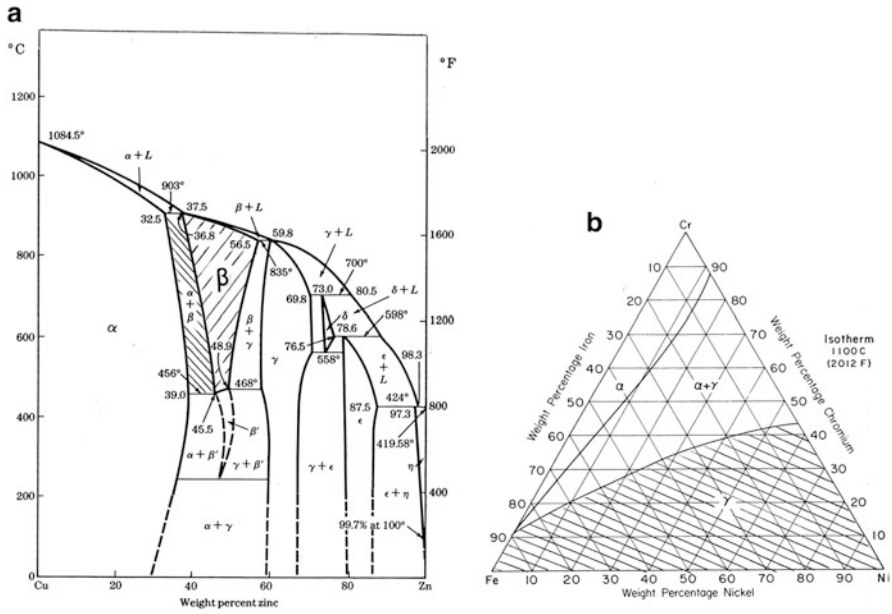 a
°C
°F
1200
1000
800
600
400
200
0
2000
1600
1200
800
400
1084.5°
α + L
903°
37.5
32.5
36.8
β + L
59.8
56.5
835°
γ + L
700°
73.0
80.5
69.8
δ + L
δ
78.6
598°
76.5
558°
α
α + β
β
β + γ
γ
48.9
456°
468°
39.0
45.5
β′
α + β′
γ + β′
α + γ
γ + ε
ε + L
98.3
424°
87.5
97.3
ε
419.58°
η
ε + η
99.7% at 100°
Cu 20 40 60 80 Zn
Weight percent zinc
b
Cr
10 90
20 80
30 70
40 60
50 50
60 40
70 30
80 20
90 10
Weight Percentage Iron
Weight Percentage Chromium
Isotherm
1100 C
(2012 F)
α
α+γ
γ
Fe 10 20 30 40 50 60 70 80 90 Ni
Weight Percentage Nickel